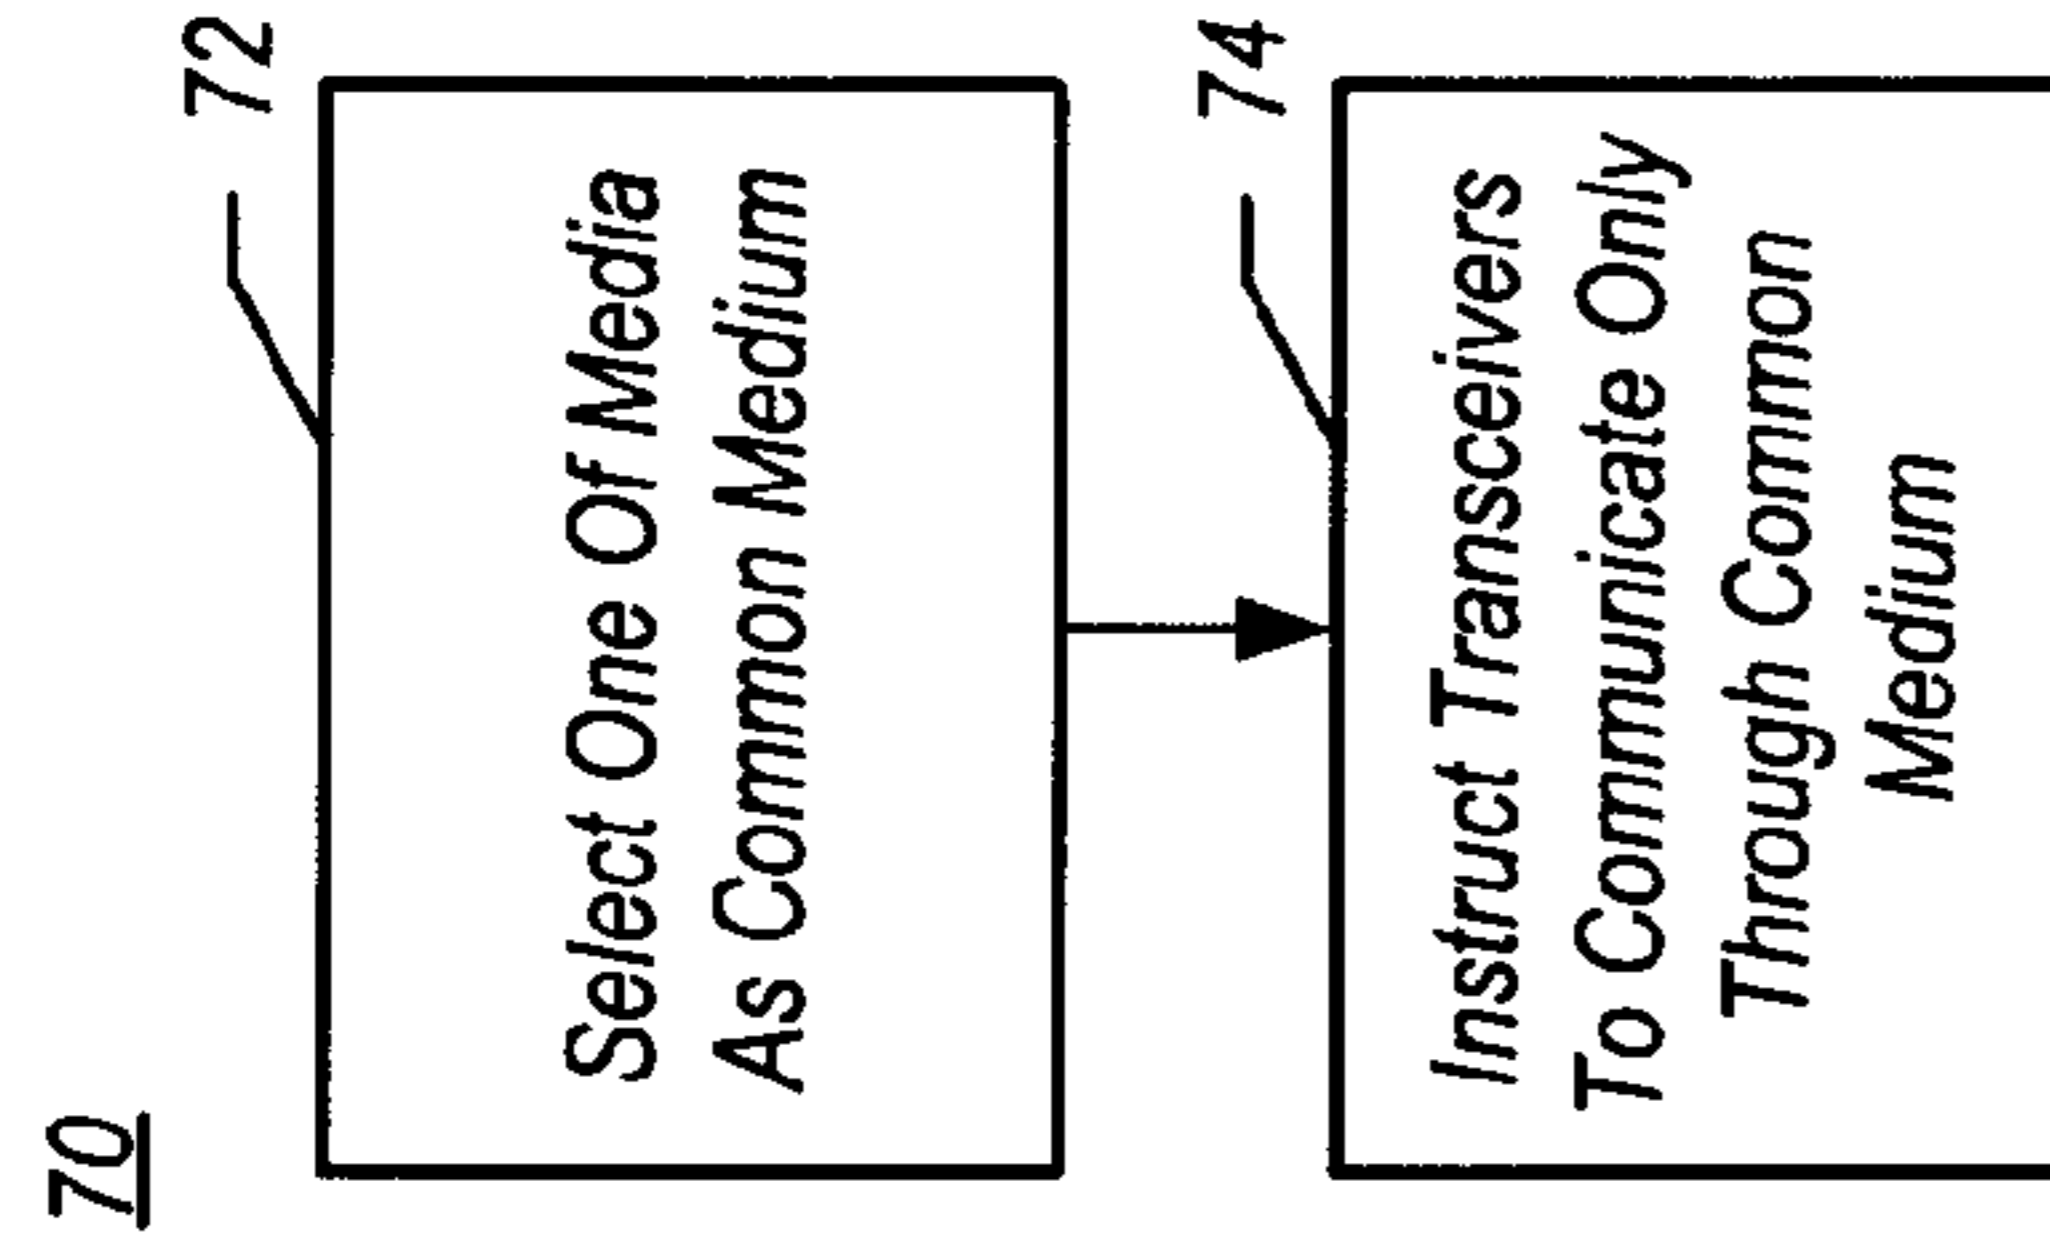 70
72
Select One Of Media
As Common Medium
74
Instruct Transceivers
To Communicate Only
Through Common
Medium